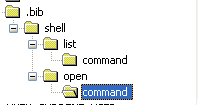 .bib
shell
list
command
open
command